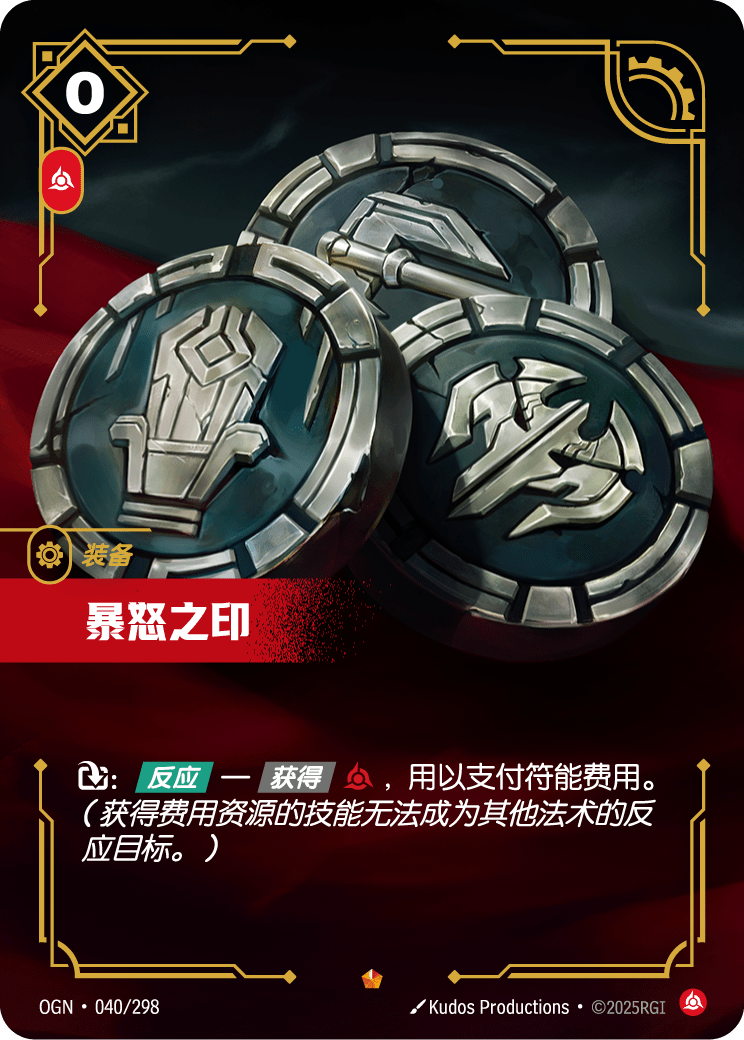 0
装备
暴怒之印
: 反应 — 获得 ，用以支付符能费用。
（获得费用资源的技能无法成为其他法术的反
应目标。）
OGN • 040/298
Kudos Productions • ©2025RGI